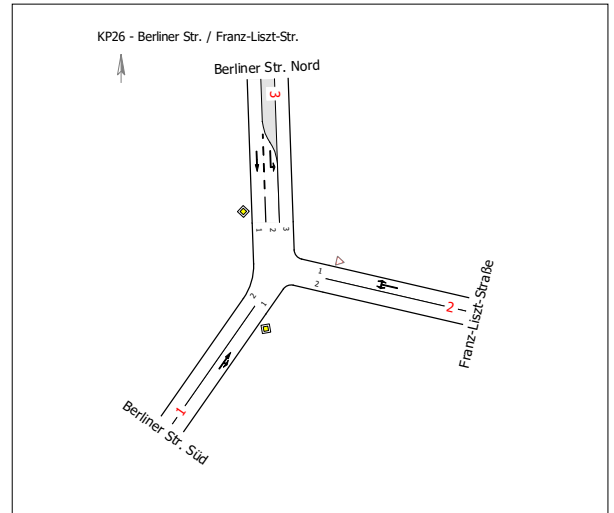 KP26 - Berliner Str. / Franz-Liszt-Str.
Berliner Str. Nord
3
1 2 3
1
2
2
Franz-Liszt-Straße
2 1
1
Berliner Str. Süd